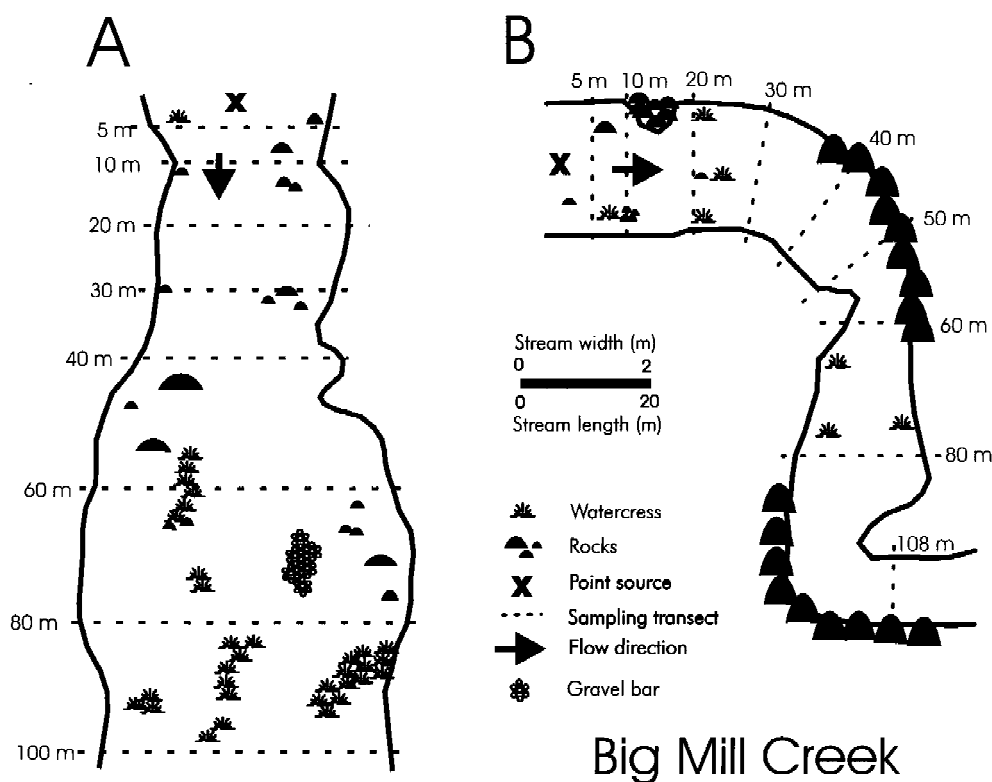 A
5 m
10 m
20 m
30 m
40 m
60 m
80 m
100 m
B
5 m 10 m 20 m 30 m
40 m
50 m
60 m
80 m
108 m
X
X
Stream width (m)
0 2
0 20
Stream length (m)
Watercress
Rocks
X Point source
Sampling transect
Flow direction
Gravel bar
Big Mill Creek